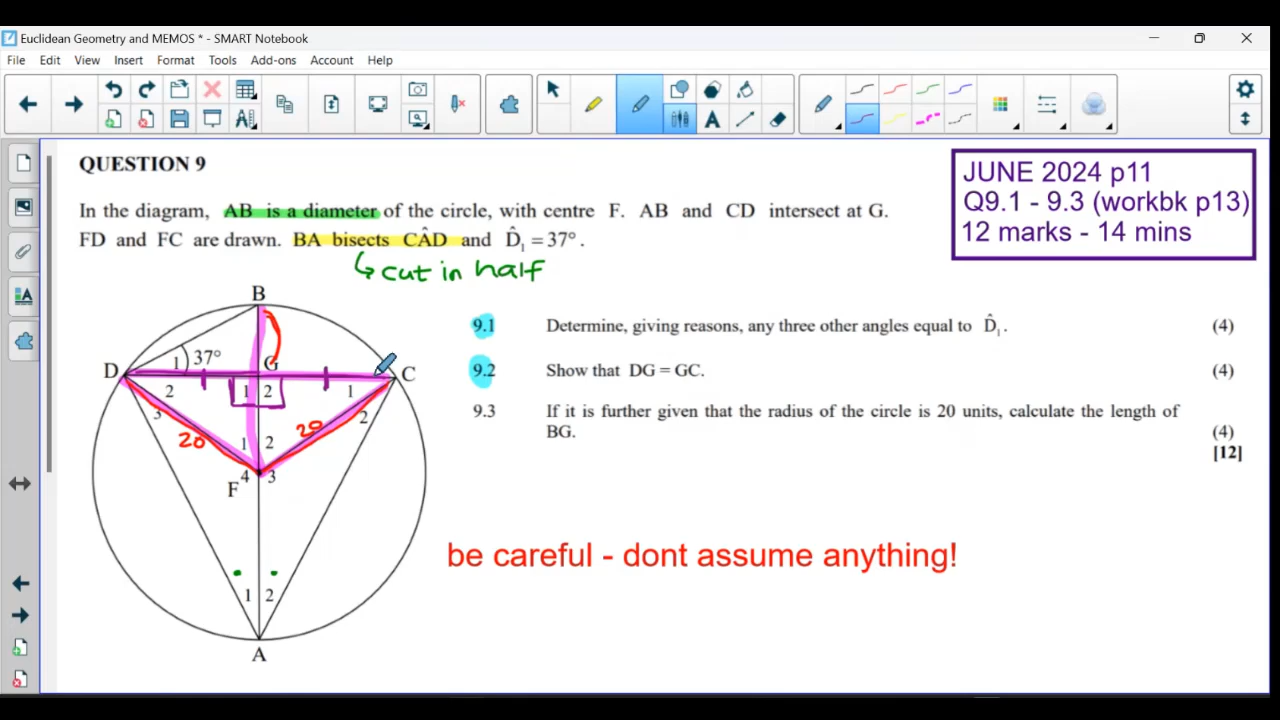 Euclidean Geometry and MEMOS * - SMART Notebook
File Edit View Insert Format Tools Add-ons Account Help
QUESTION 9
JUNE 2024 p11
Q9.1 - 9.3 (workbk p13)
12 marks - 14 mins
In the diagram, AB is a diameter of the circle, with centre F. AB and CD intersect at G.
FD and FC are drawn. BA bisects CÂD and D̂₁ = 37°.
cut in half
B
D 1 37° G C
2 1 2 1
3 2
20 20
1 2
4 3
F
1 2
A
9.1 Determine, giving reasons, any three other angles equal to D̂₁. (4)
9.2 Show that DG = GC. (4)
9.3 If it is further given that the radius of the circle is 20 units, calculate the length of
BG. (4)
[12]
be careful - dont assume anything!